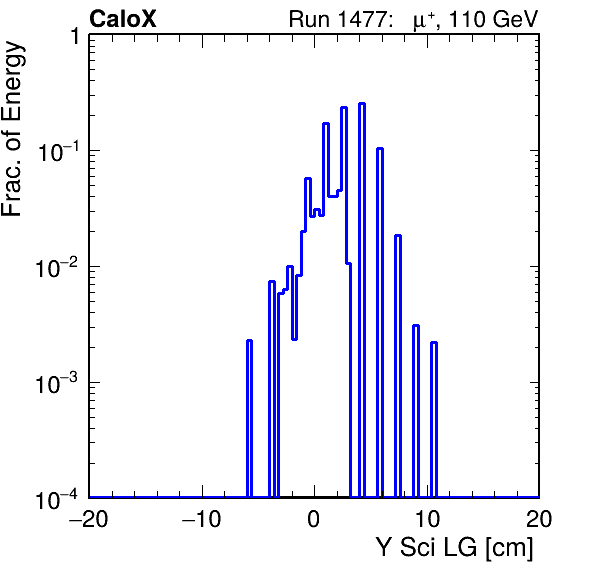 CaloX Run 1477: μ⁺, 110 GeV
Frac. of Energy
1
10⁻¹
10⁻²
10⁻³
10⁻⁴
−20 −10 0 10 20
Y Sci LG [cm]